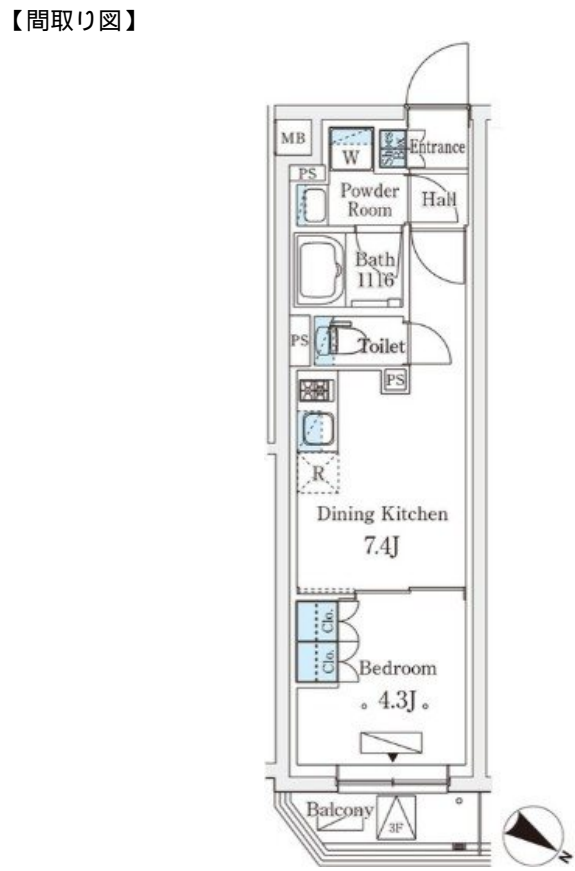 【間取り図】
MB
W
Shoes Box
Entrance
PS
Powder
Room
Hall
Bath
1116
PS
Toilet
PS
R
Dining Kitchen
7.4J
Clo.
Clo.
Bedroom
4.3J
Balcony
3F
N